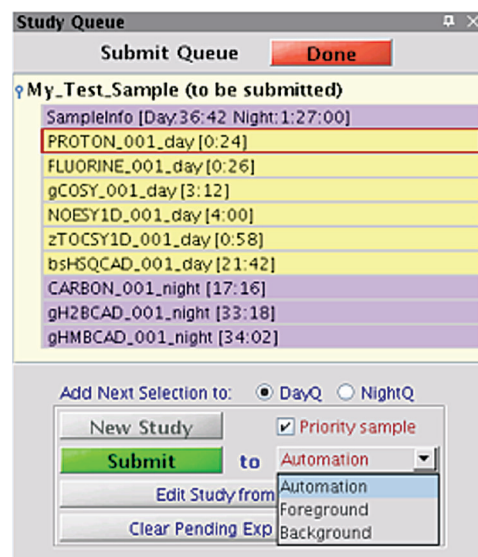 Study Queue
Submit Queue Done
My_Test_Sample (to be submitted)
SampleInfo [Day:36:42 Night:1:27:00]
PROTON_001_day [0:24]
FLUORINE_001_day [0:26]
gCOSY_001_day [3:12]
NOESY1D_001_day [4:00]
zTOCSY1D_001_day [0:58]
bsHSQCAD_001_day [21:42]
CARBON_001_night [17:16]
gH2BCAD_001_night [33:18]
gHMBCAD_001_night [34:02]
Add Next Selection to: DayQ NightQ
New Study Priority sample
Submit to Automation
Edit Study from Automation
Foreground
Clear Pending Exp Background